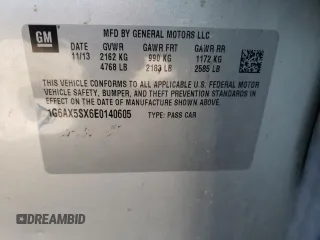 GM
MFD BY GENERAL MOTORS LLC
DATE GVWR GAWR FRT GAWR RR
11/13 2162 KG 990 KG 1172 KG
4768 LB 2183 LB 2585 LB
THIS VEHICLE CONFORMS TO ALL APPLICABLE U.S. FEDERAL MOTOR
VEHICLE SAFETY, BUMPER, AND THEFT PREVENTION STANDARDS IN
EFFECT ON THE DATE OF MANUFACTURE SHOWN ABOVE.
1G6AX5SX6E0140605 TYPE: PASS CAR
AUTOBIDMASTER